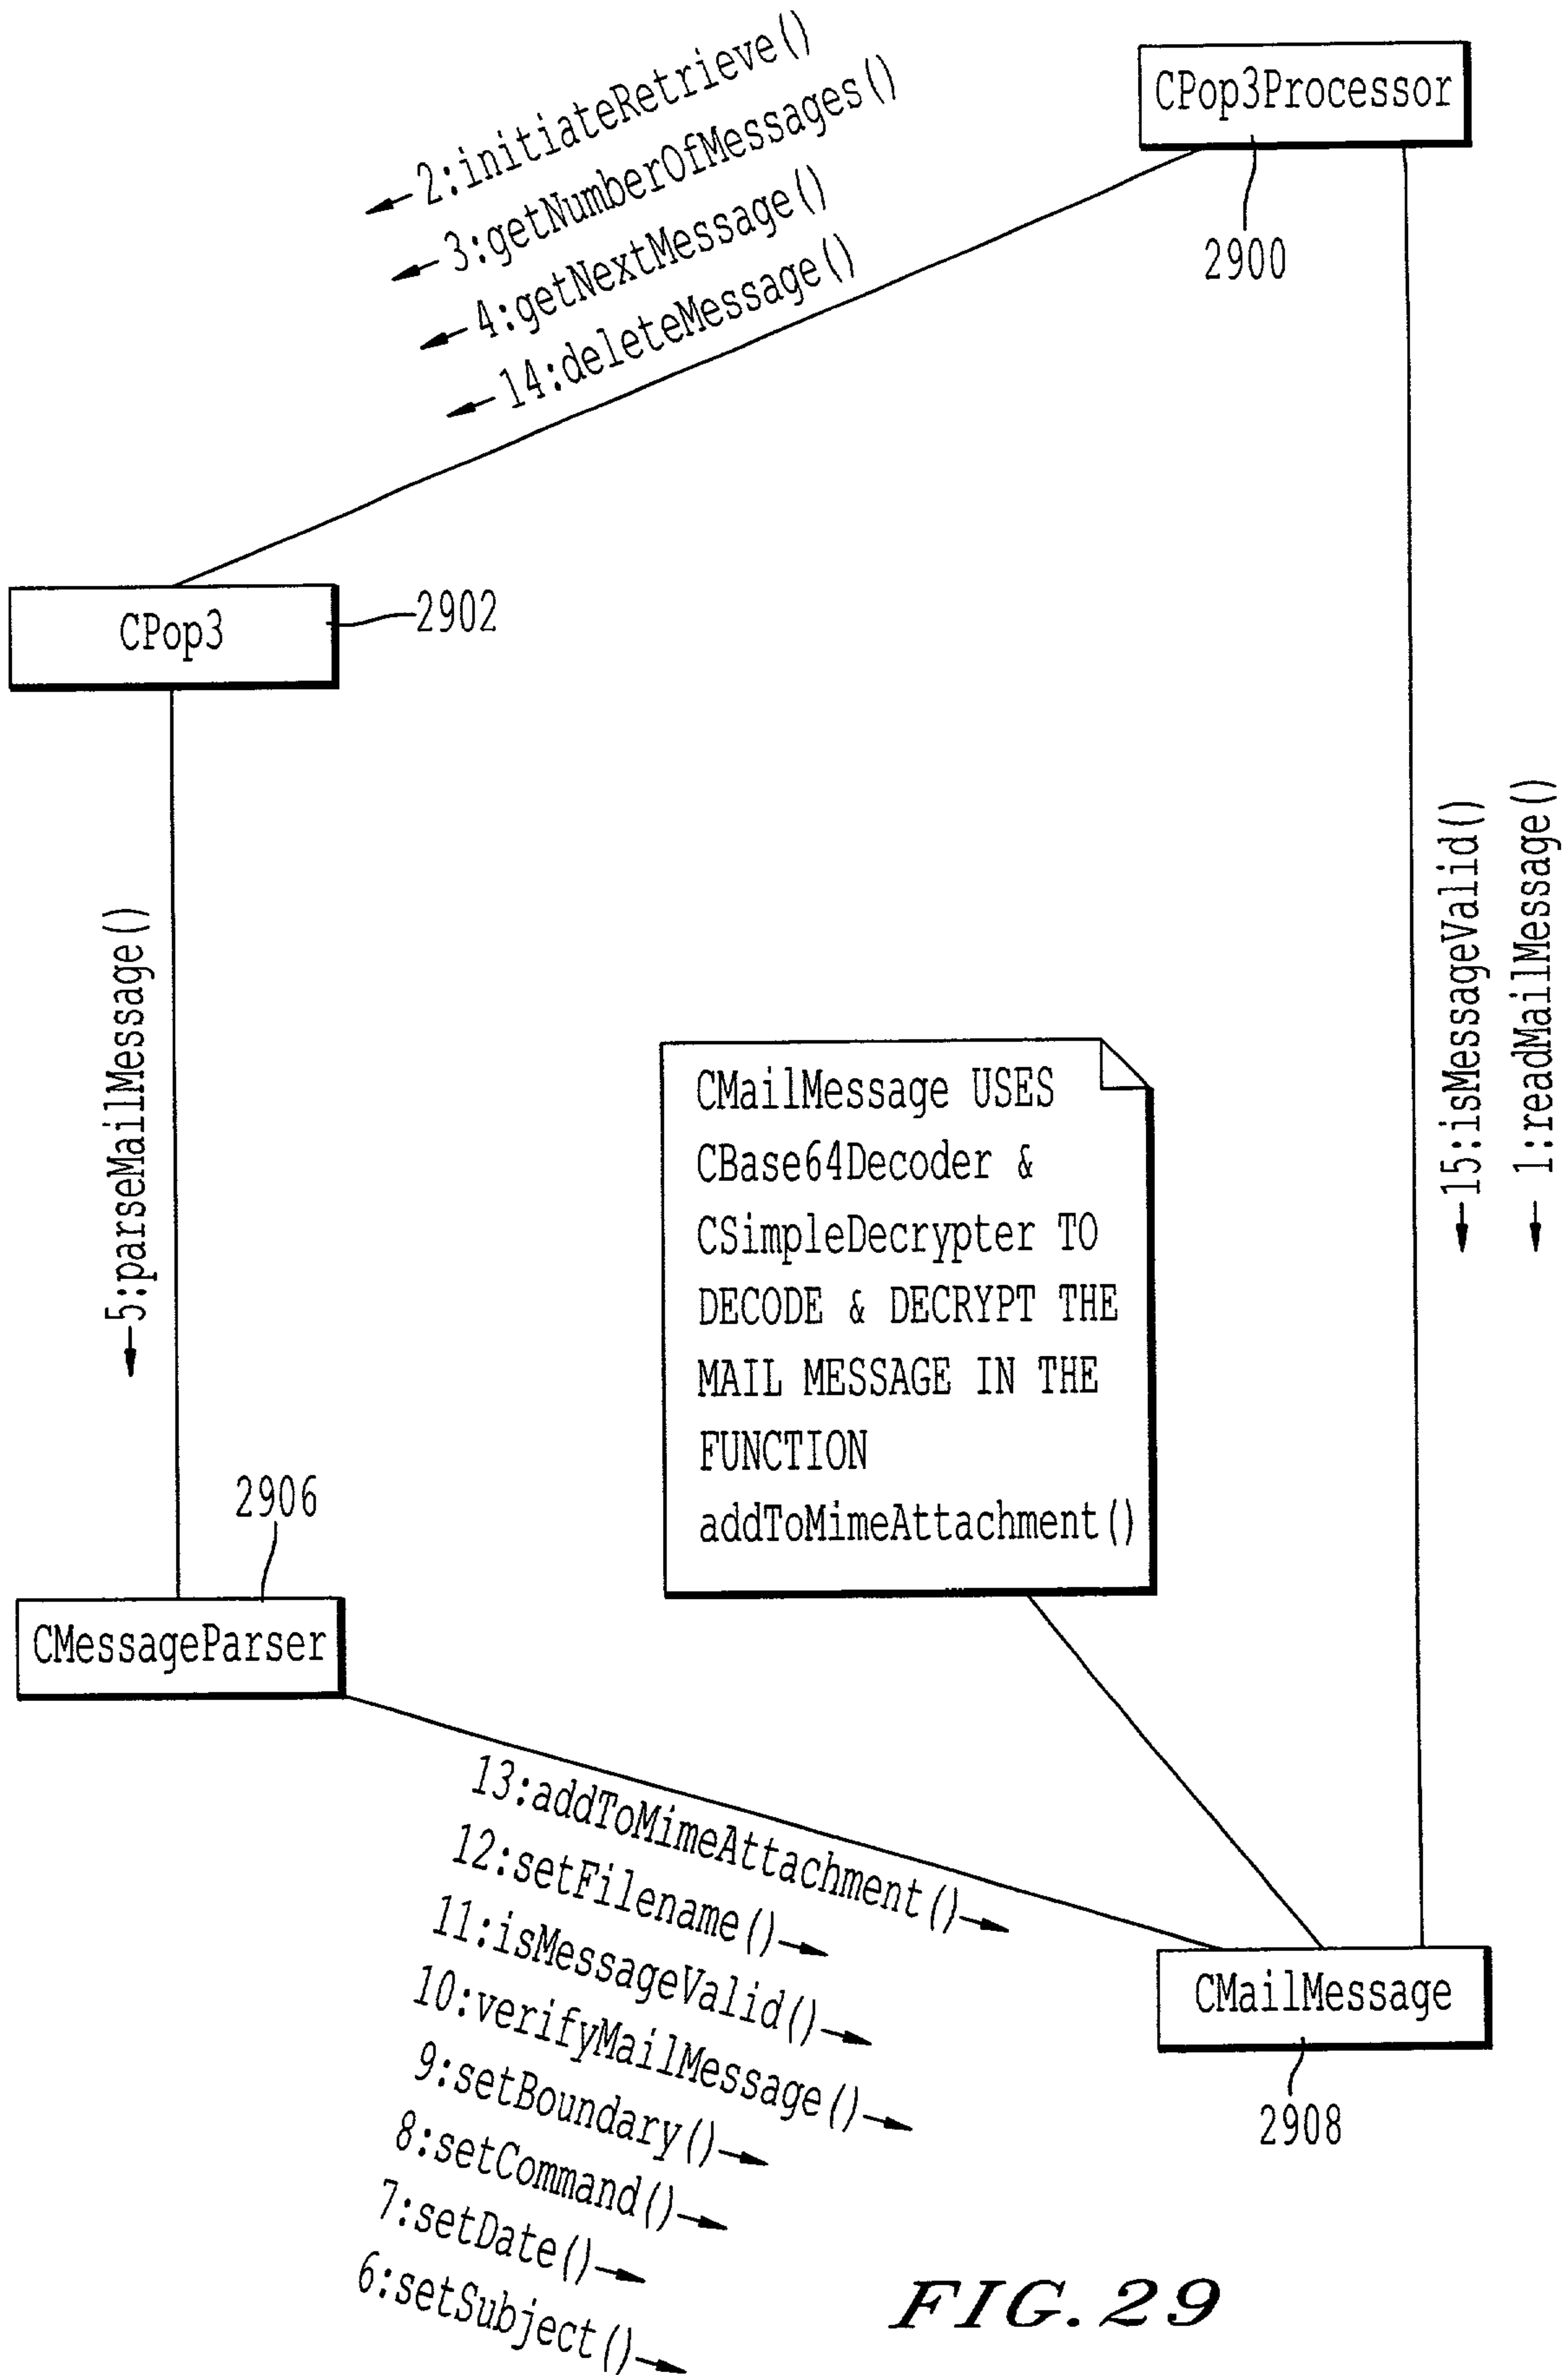 2:initiateRetrieve()
3:getNumberOfMessages()
4:getNextMessage()
14:deleteMessage()
CPop3Processor
2900
CPop3
2902
5:parseMailMessage()
15:isMessageValid()
1:readMailMessage()
CMailMessage USES
CBase64Decoder &
CSimpleDecrypter TO
DECODE & DECRYPT THE
MAIL MESSAGE IN THE
FUNCTION
addToMimeAttachment()
2906
CMessageParser
13:addToMimeAttachment()
12:setFilename()
11:isMessageValid()
10:verifyMailMessage()
9:setBoundary()
8:setCommand()
7:setDate()
6:setSubject()
CMailMessage
2908
FIG. 29